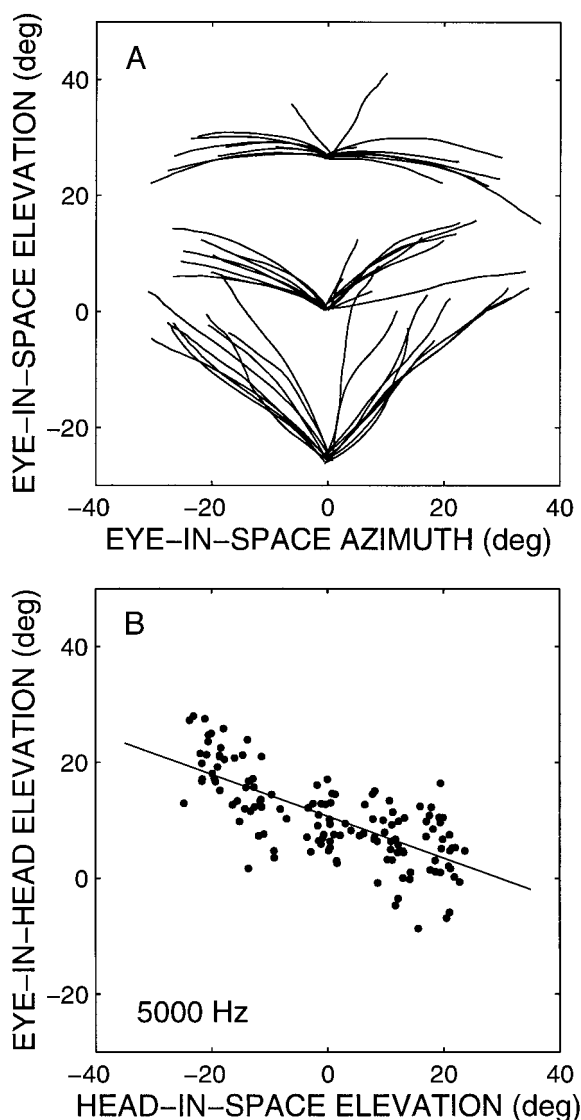 A
EYE–IN–SPACE ELEVATION (deg)
40
20
0
−20
−40
−20
0
20
40
EYE–IN–SPACE AZIMUTH (deg)
B
EYE–IN–HEAD ELEVATION (deg)
40
20
0
−20
5000 Hz
−40
−20
0
20
40
HEAD–IN–SPACE ELEVATION (deg)